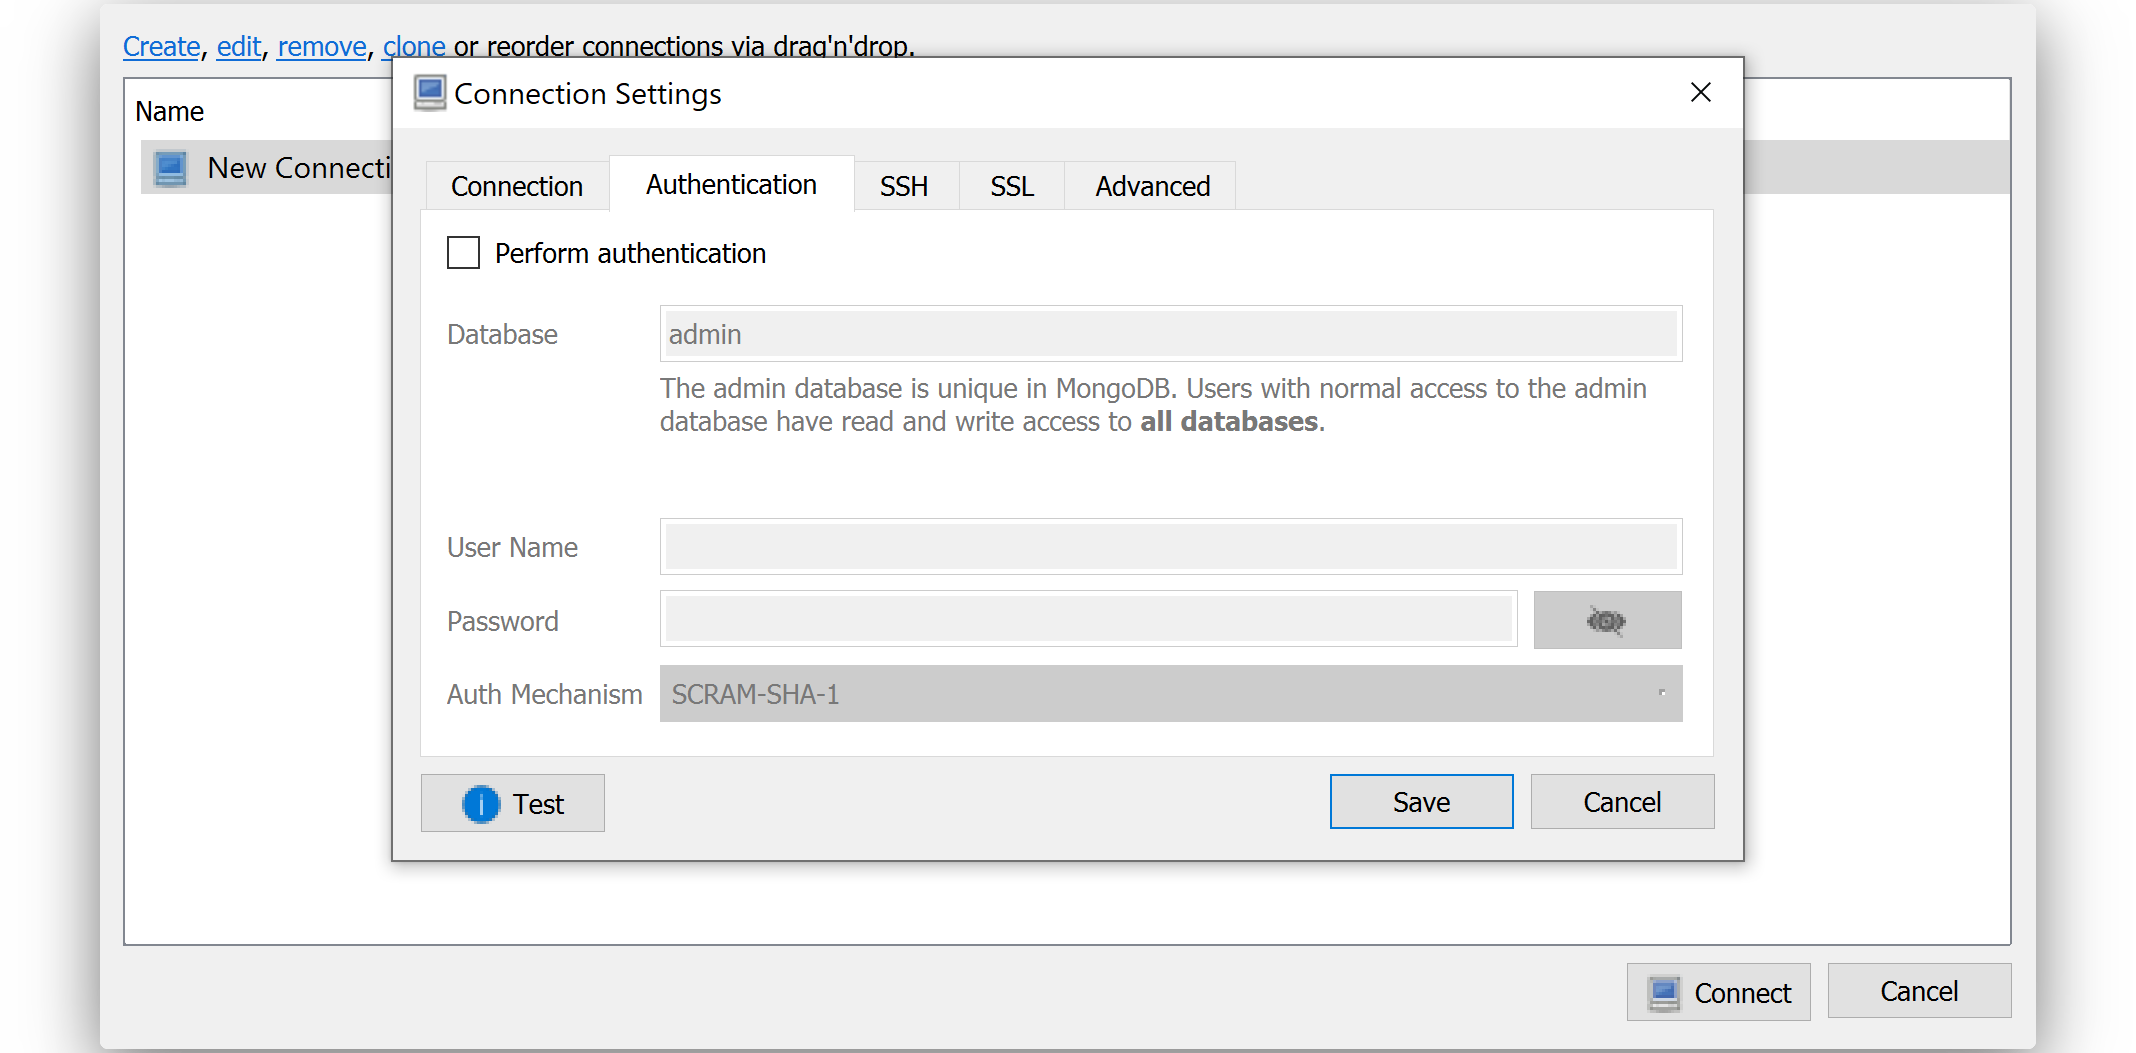 Create, edit, remove, clone or reorder connections via drag'n'drop.
Name
New Connecti
Connection Settings
Connection
Authentication
SSH
SSL
Advanced
Perform authentication
Database
admin
The admin database is unique in MongoDB. Users with normal access to the admin
database have read and write access to all databases.
User Name
Password
Auth Mechanism
SCRAM-SHA-1
Test
Save
Cancel
Connect
Cancel